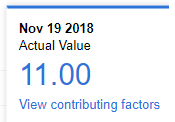 Nov 19 2018
Actual Value
11.00
View contributing factors